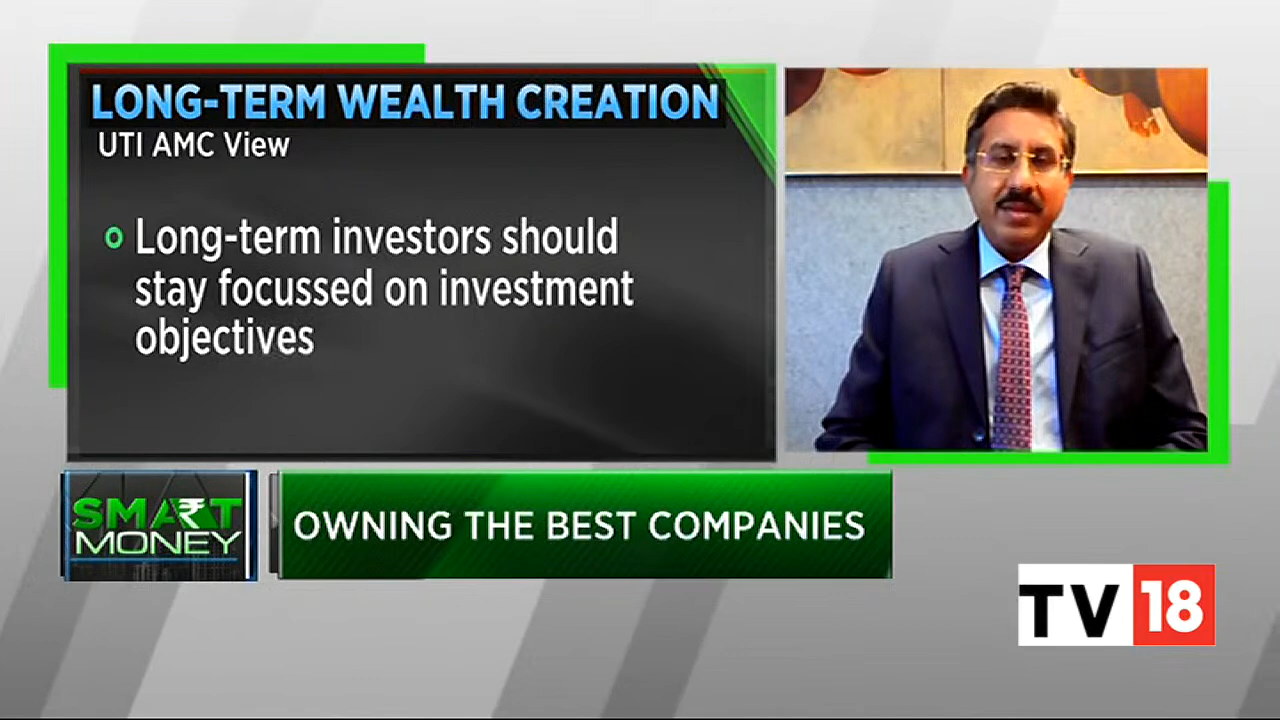 LONG-TERM WEALTH CREATION
UTI AMC View
Long-term investors should
stay focussed on investment
objectives
SMA₹T
MONEY
OWNING THE BEST COMPANIES
TV18